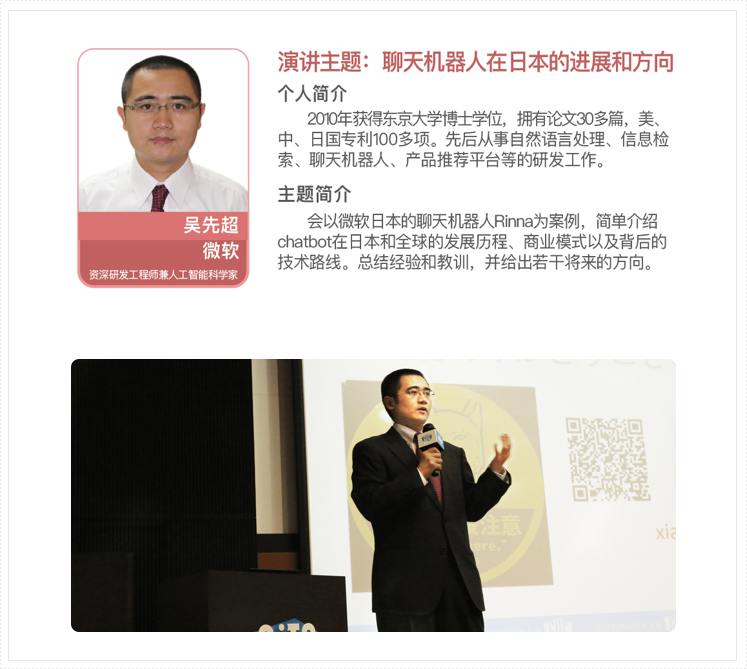 演讲主题：聊天机器人在日本的进展和方向
个人简介
2010年获得东京大学博士学位，拥有论文30多篇，美、
中、日国专利100多项。先后从事自然语言处理、信息检
索、聊天机器人、产品推荐平台等的研发工作。
主题简介
会以微软日本的聊天机器人Rinna为案例，简单介绍
chatbot在日本和全球的发展历程、商业模式以及背后的
技术路线。总结经验和教训，并给出若干将来的方向。
吴先超
微软
资深研发工程师兼人工智能科学家
注意
xia